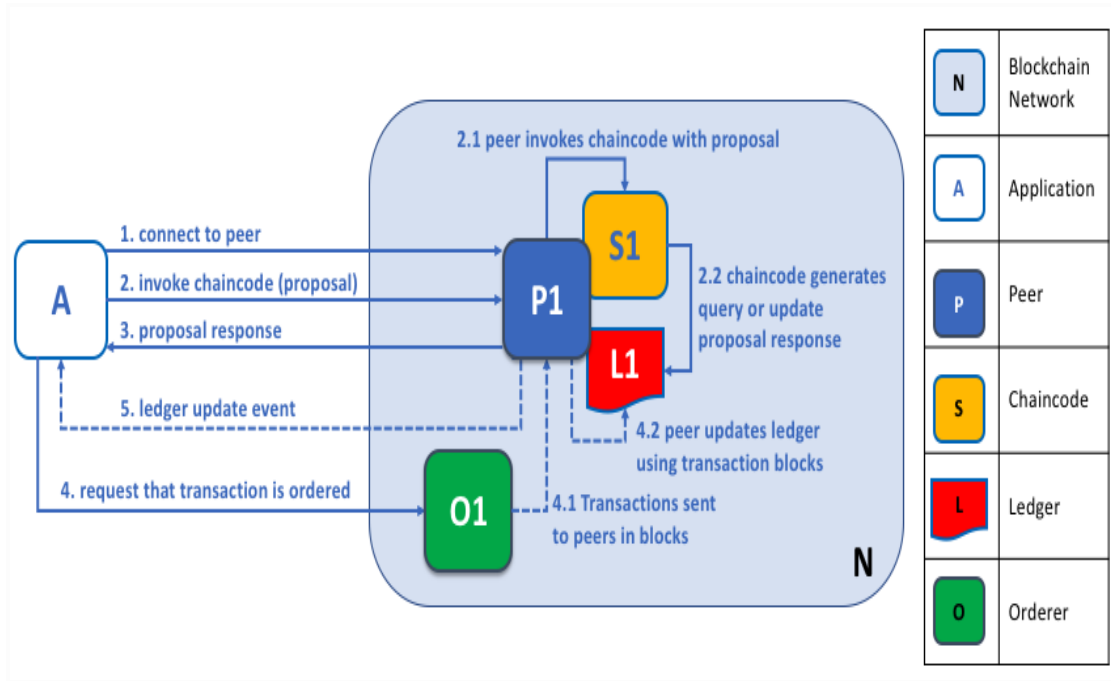 2.1 peer invokes chaincode with proposal
1. connect to peer
2. invoke chaincode (proposal)
3. proposal response
A
P1
S1
2.2 chaincode generates
query or update
proposal response
L1
5. ledger update event
4.2 peer updates ledger
using transaction blocks
4. request that transaction is ordered
O1
4.1 Transactions sent
to peers in blocks
N
N
Blockchain
Network
A
Application
P
Peer
S
Chaincode
L
Ledger
O
Orderer